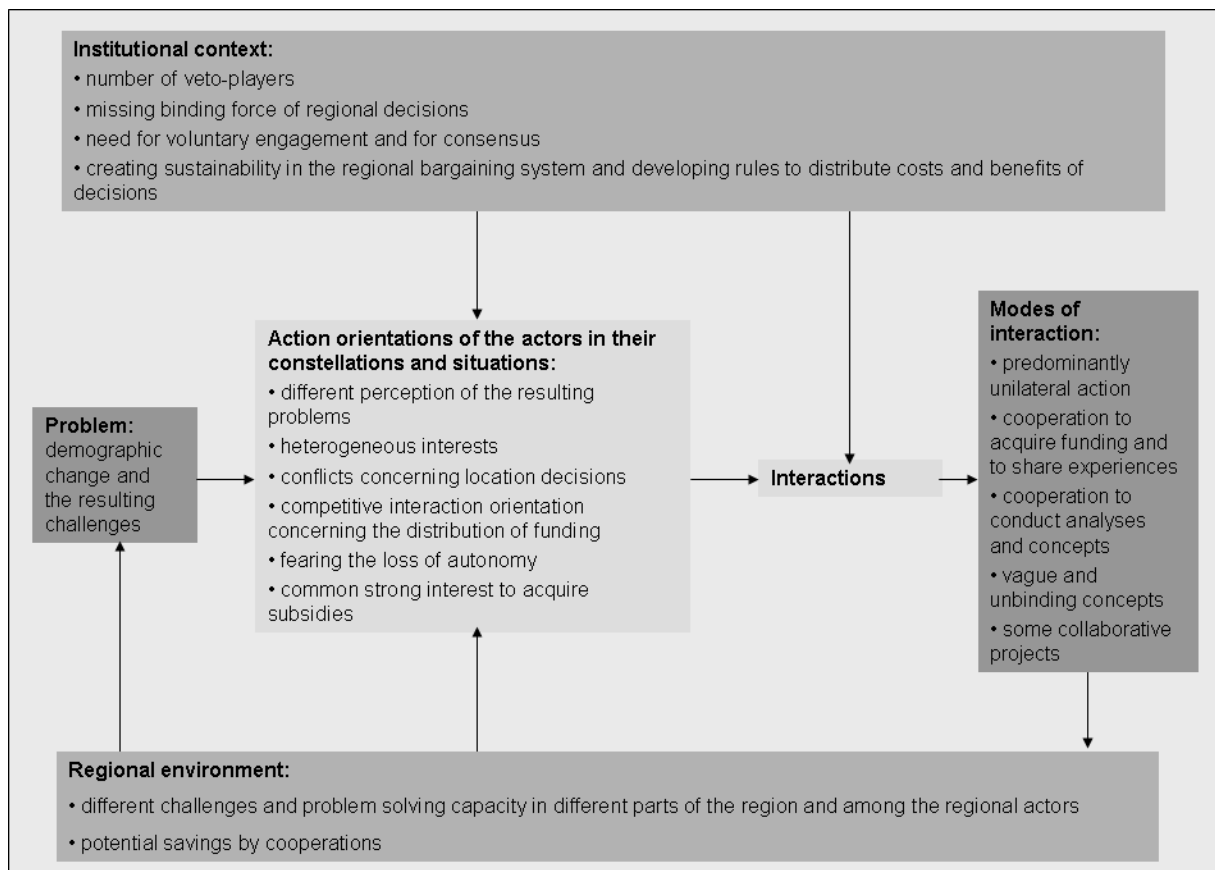 Institutional context:
• number of veto-players
• missing binding force of regional decisions
• need for voluntary engagement and for consensus
• creating sustainability in the regional bargaining system and developing rules to distribute costs and benefits of
decisions
Problem:
demographic
change and
the resulting
challenges
Action orientations of the actors in their
constellations and situations:
• different perception of the resulting
problems
• heterogeneous interests
• conflicts concerning location decisions
• competitive interaction orientation
concerning the distribution of funding
• fearing the loss of autonomy
• common strong interest to acquire
subsidies
Interactions
Modes of
interaction:
• predominantly
unilateral action
• cooperation to
acquire funding and
to share experiences
• cooperation to
conduct analyses
and concepts
• vague and
unbinding concepts
• some collaborative
projects
Regional environment:
• different challenges and problem solving capacity in different parts of the region and among the regional actors
• potential savings by cooperations